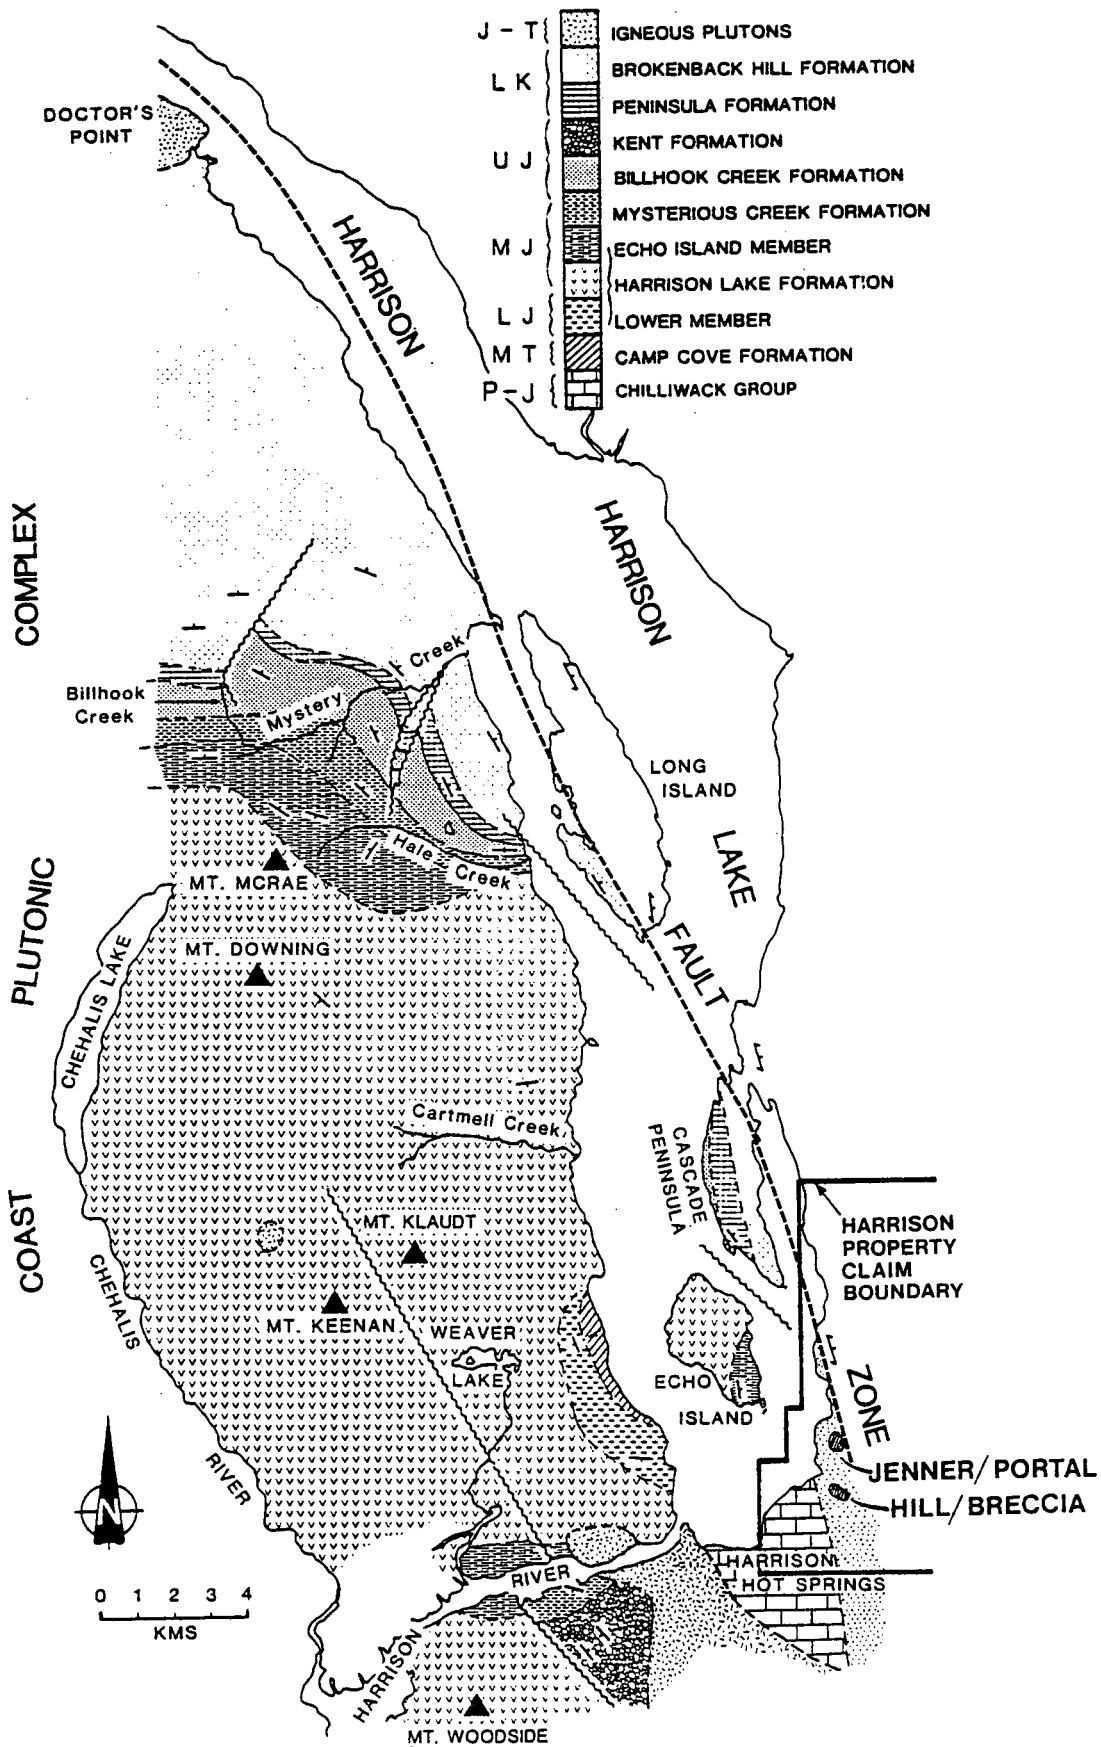 J - T
IGNEOUS PLUTONS
L K
BROKENBACK HILL FORMATION
PENINSULA FORMATION
U J
KENT FORMATION
BILLHOOK CREEK FORMATION
MYSTERIOUS CREEK FORMATION
M J
ECHO ISLAND MEMBER
HARRISON LAKE FORMATION
L J
LOWER MEMBER
M T
CAMP COVE FORMATION
P-J
CHILLIWACK GROUP
DOCTOR'S
POINT
HARRISON
HARRISON
LAKE
FAULT
ZONE
COMPLEX
PLUTONIC
COAST
Billhook
Creek
Mystery
Creek
LONG
ISLAND
Hale
Creek
MT. MCRAE
MT. DOWNING
CHEHALIS LAKE
Cartmell Creek
CASCADE
PENINSULA
HARRISON
PROPERTY
CLAIM
BOUNDARY
MT. KLAUDT
MT. KEENAN
CHEHALIS
RIVER
WEAVER
LAKE
ECHO
ISLAND
JENNER/PORTAL
HILL/BRECCIA
HARRISON
HOT SPRINGS
RIVER
HARRISON
MT. WOODSIDE
N
0 1 2 3 4
KMS